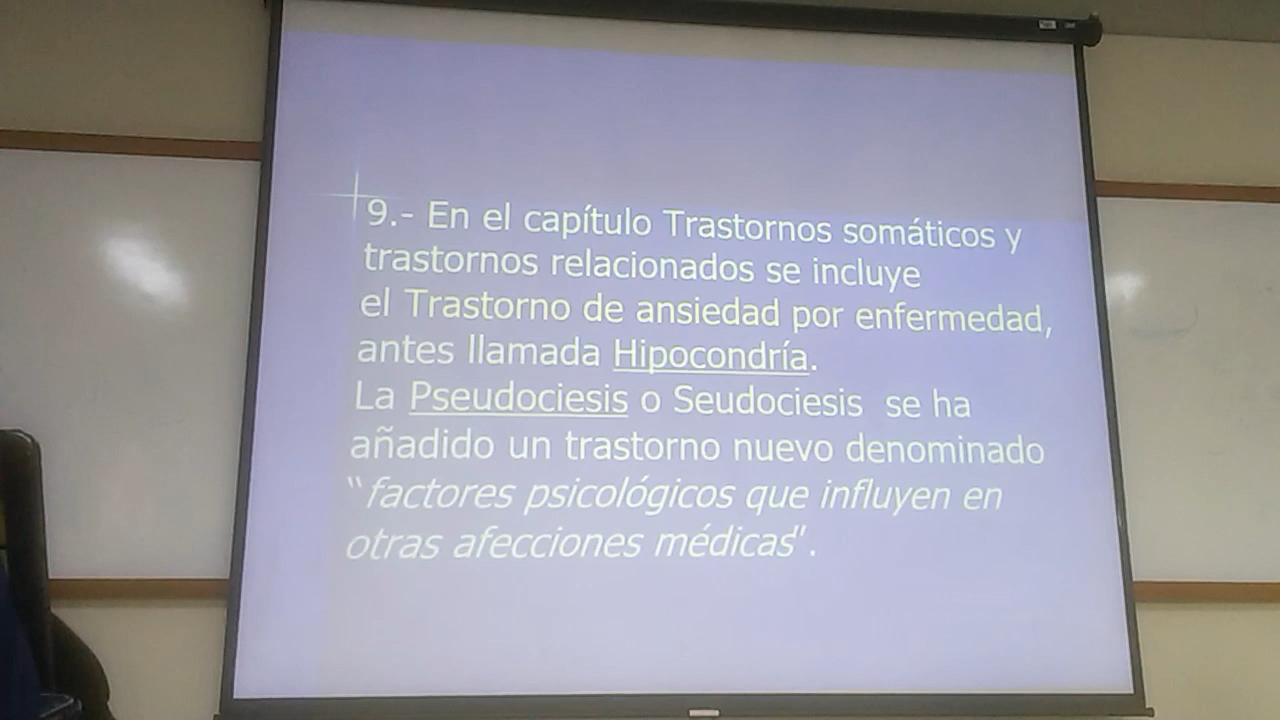 9.- En el capítulo Trastornos somáticos y
trastornos relacionados se incluye
el Trastorno de ansiedad por enfermedad,
antes llamada Hipocondría.
La Pseudociesis o Seudociesis se ha
añadido un trastorno nuevo denominado
“factores psicológicos que influyen en
otras afecciones médicas”.